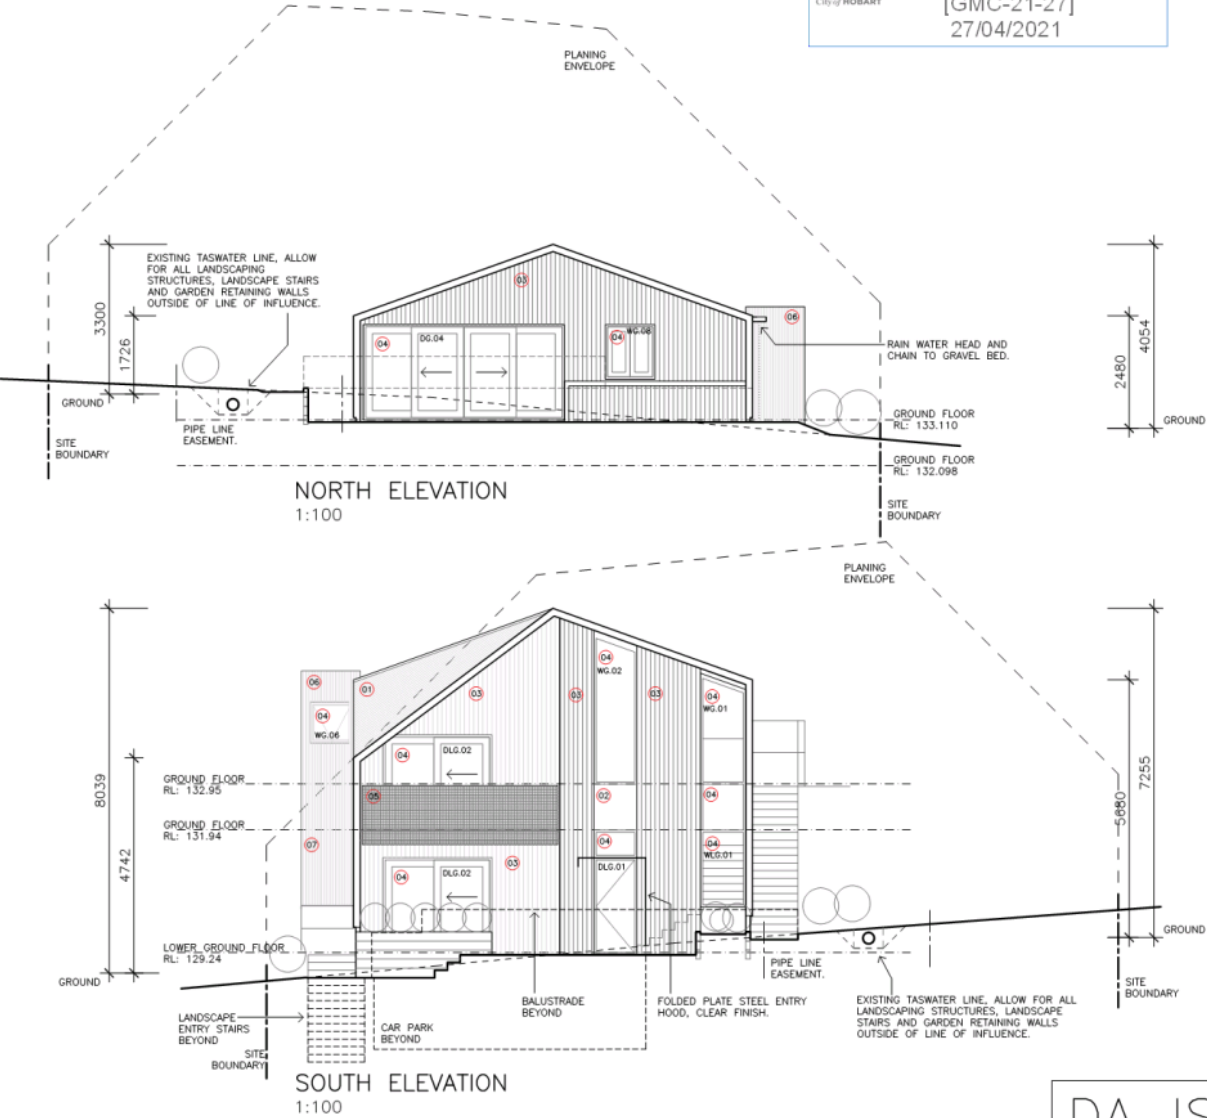 City of HOBART
[GMC-21-27]
27/04/2021
PLANING
ENVELOPE
EXISTING TASWATER LINE, ALLOW
FOR ALL LANDSCAPING
STRUCTURES, LANDSCAPE STAIRS
AND GARDEN RETAINING WALLS
OUTSIDE OF LINE OF INFLUENCE.
3300
1726
03
04
DG.04
04
WG.08
06
RAIN WATER HEAD AND
CHAIN TO GRAVEL BED.
2480
4054
GROUND
PIPE LINE
EASEMENT.
SITE
BOUNDARY
GROUND FLOOR
RL: 133.110
GROUND
GROUND FLOOR
RL: 132.098
SITE
BOUNDARY
NORTH ELEVATION
1:100
PLANING
ENVELOPE
8039
4742
06
01
03
03
04
WG.02
03
04
WG.01
04
WG.06
04
DLG.02
GROUND FLOOR
RL: 132.95
05
02
04
GROUND FLOOR
RL: 131.94
07
04
04
WLG.01
03
DLG.01
04
DLG.02
5880
7255
LOWER GROUND FLOOR
RL: 129.24
GROUND
GROUND
PIPE LINE
EASEMENT.
SITE
BOUNDARY
LANDSCAPE
ENTRY STAIRS
BEYOND
SITE
BOUNDARY
CAR PARK
BEYOND
BALUSTRADE
BEYOND
FOLDED PLATE STEEL ENTRY
HOOD, CLEAR FINISH.
EXISTING TASWATER LINE, ALLOW FOR ALL
LANDSCAPING STRUCTURES, LANDSCAPE
STAIRS AND GARDEN RETAINING WALLS
OUTSIDE OF LINE OF INFLUENCE.
SOUTH ELEVATION
1:100